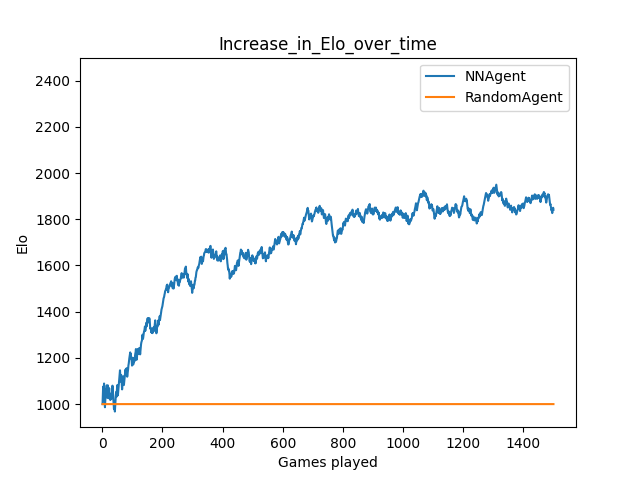 Increase_in_Elo_over_time
NNAgent
RandomAgent
2400
2200
2000
1800
1600
1400
1200
1000
Elo
0 200 400 600 800 1000 1200 1400
Games played